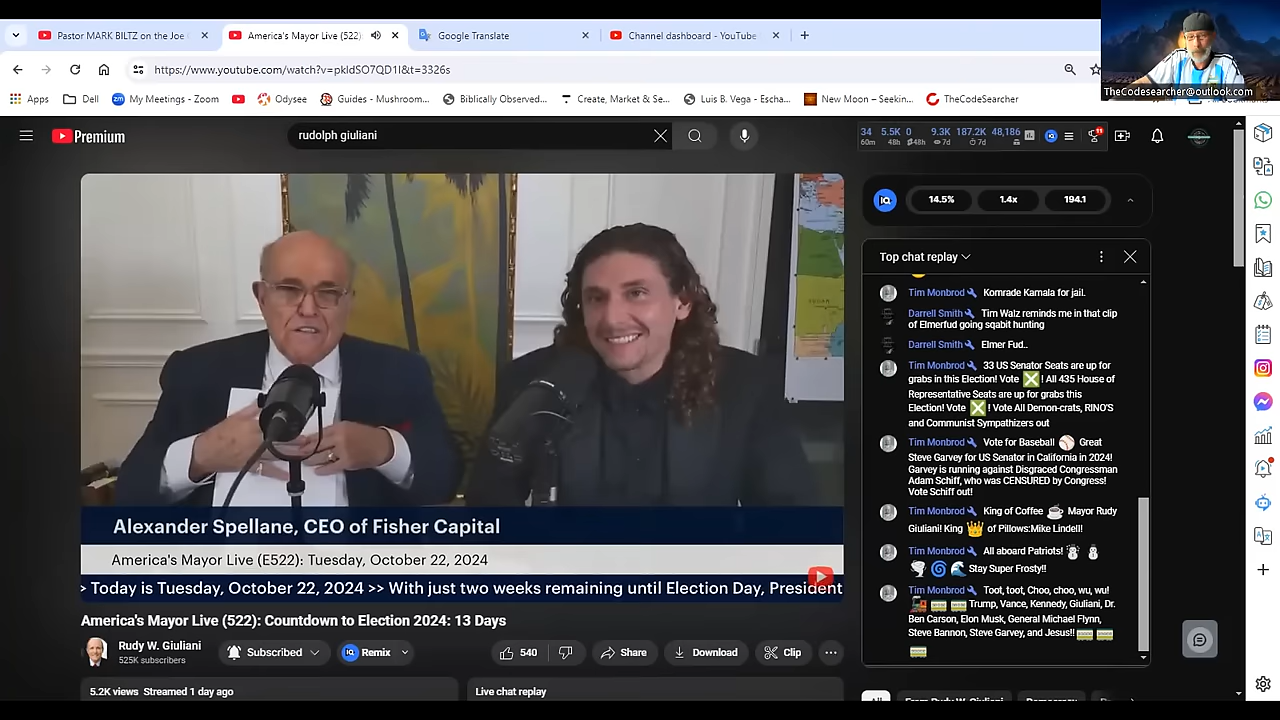 Pastor MARK BILTZ on the Joe
America's Mayor Live (522)
Google Translate
Channel dashboard - YouTube
https://www.youtube.com/watch?v=pkIdSO7QD1I&t=3326s
TheCodesearcher@outlook.com
Apps
Dell
My Meetings - Zoom
Odysee
Guides - Mushroom...
Biblically Observed...
Create, Market & Se...
Luis B. Vega - Escha...
New Moon – Seekin...
TheCodeSearcher
Premium
rudolph giuliani
34 5.5K 0 9.3K 187.2K 48,186
60m 48h 48h 7d 7d
14.5% 1.4x 194.1
Alexander Spellane, CEO of Fisher Capital
America's Mayor Live (E522): Tuesday, October 22, 2024
> Today is Tuesday, October 22, 2024 >> With just two weeks remaining until Election Day, President
America's Mayor Live (522): Countdown to Election 2024: 13 Days
Rudy W. Giuliani
525K subscribers
Subscribed
Remix
540
Share
Download
Clip
5.2K views Streamed 1 day ago
Live chat replay
Top chat replay
Tim Monbrod Komrade Kamala for jail.
Darrell Smith Tim Walz reminds me in that clip
of Elmerfud going sqabit hunting
Darrell Smith Elmer Fud..
Tim Monbrod 33 US Senator Seats are up for
grabs in this Election! Vote ❎ ! All 435 House of
Representative Seats are up for grabs this
Election! Vote ❎ ! Vote All Demon-crats, RINO'S
and Communist Sympathizers out
Tim Monbrod Vote for Baseball ⚾ Great
Steve Garvey for US Senator in California in 2024!
Garvey is running against Disgraced Congressman
Adam Schiff, who was CENSURED by Congress!
Vote Schiff out!
Tim Monbrod King of Coffee ☕ Mayor Rudy
Giuliani! King 👑 of Pillows:Mike Lindell!
Tim Monbrod All aboard Patriots!
Stay Super Frosty!!
Tim Monbrod Toot, toot, Choo, choo, wu, wu!
Trump, Vance, Kennedy, Giuliani, Dr.
Ben Carson, Elon Musk, General Michael Flynn,
Steve Bannon, Steve Garvey, and Jesus!!
All
From Rudy W. Giuliani